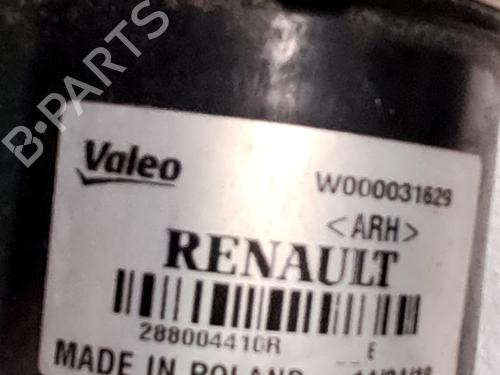 B·PARTS
Valeo
W000031629
<ARH>
RENAULT
288004410R E
MADE IN POLAND